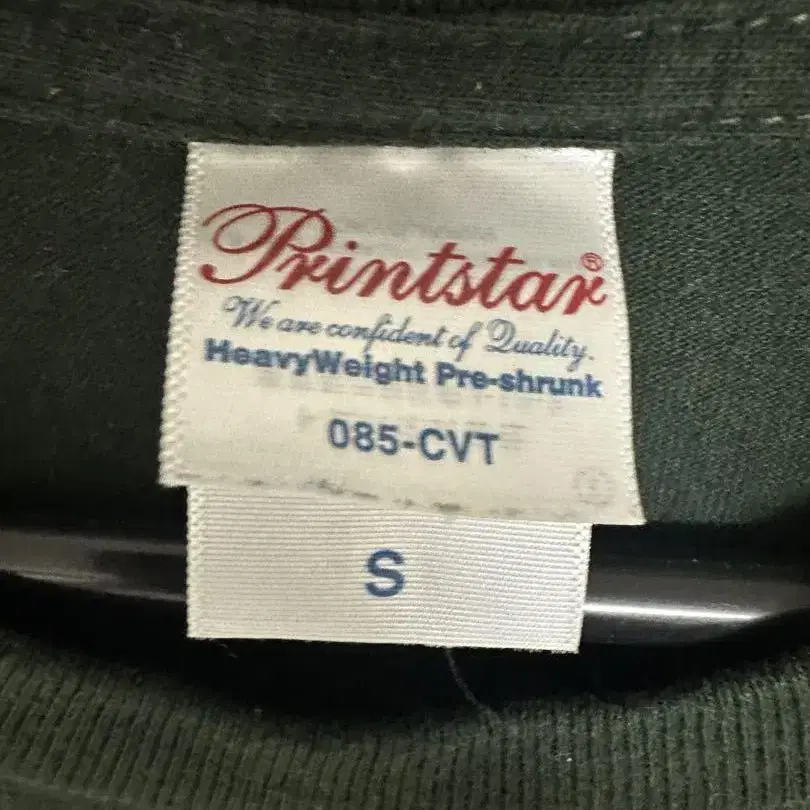 Printstar®
We are confident of Quality.
HeavyWeight Pre-shrunk
085-CVT
S